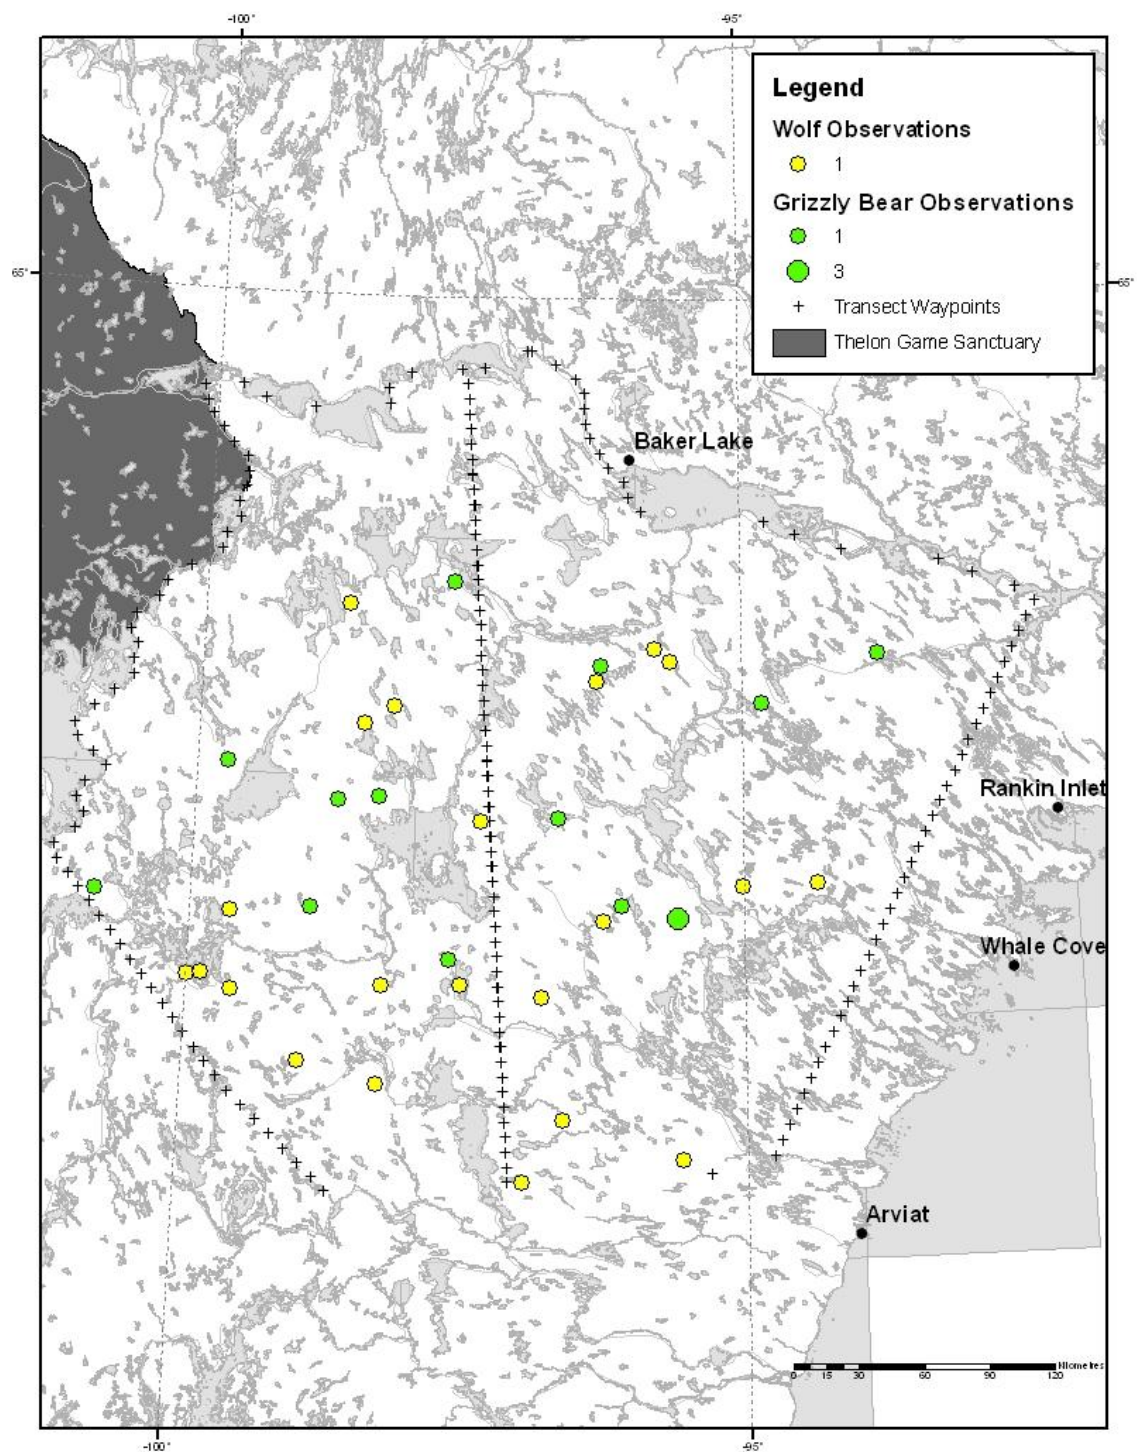 -100°
-95°
Legend
Wolf Observations
1
Grizzly Bear Observations
1
3
Transect Waypoints
Thelon Game Sanctuary
65°
65°
Baker Lake
Rankin Inlet
Whale Cove
Arviat
Kilometres
0 15 30 60 90 120
-100°
-95°